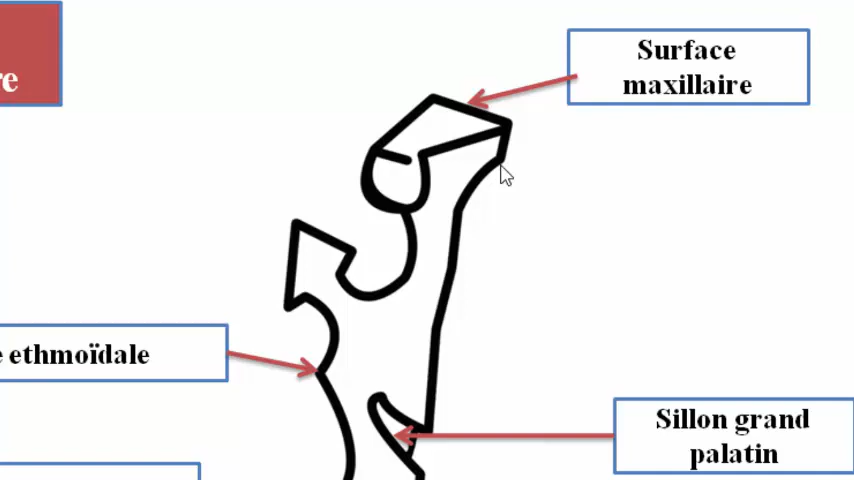 Surface
maxillaire
re
e ethmoïdale
Sillon grand
palatin